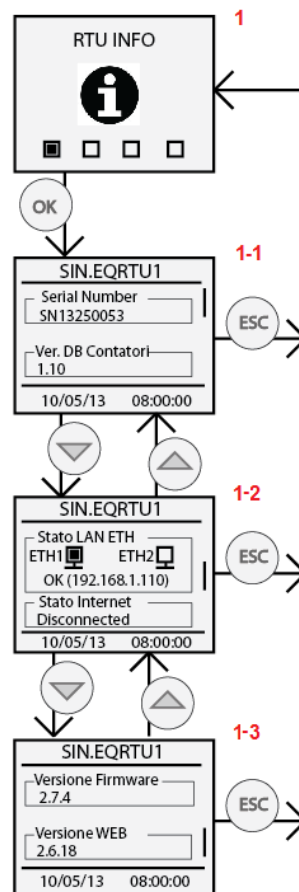 1
RTU INFO
OK
1-1
SIN.EQRTU1
Serial Number
SN13250053
ESC
Ver. DB Contatori
1.10
10/05/13 08:00:00
1-2
SIN.EQRTU1
Stato LAN ETH
ETH1 ETH2
OK (192.168.1.110)
ESC
Stato Internet
Disconnected
10/05/13 08:00:00
1-3
SIN.EQRTU1
Versione Firmware
2.7.4
ESC
Versione WEB
2.6.18
10/05/13 08:00:00